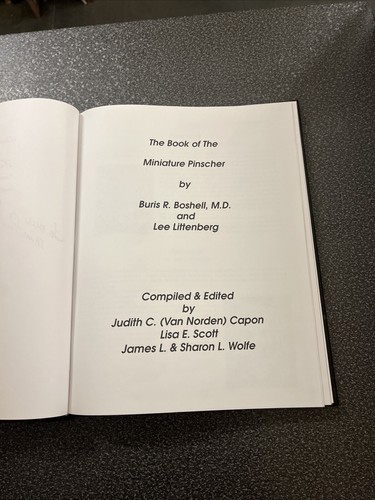 The Book of The
Miniature Pinscher
by
Buris R. Boshell, M.D.
and
Lee Littenberg
Compiled & Edited
by
Judith C. (Van Norden) Capon
Lisa E. Scott
James L. & Sharon L. Wolfe